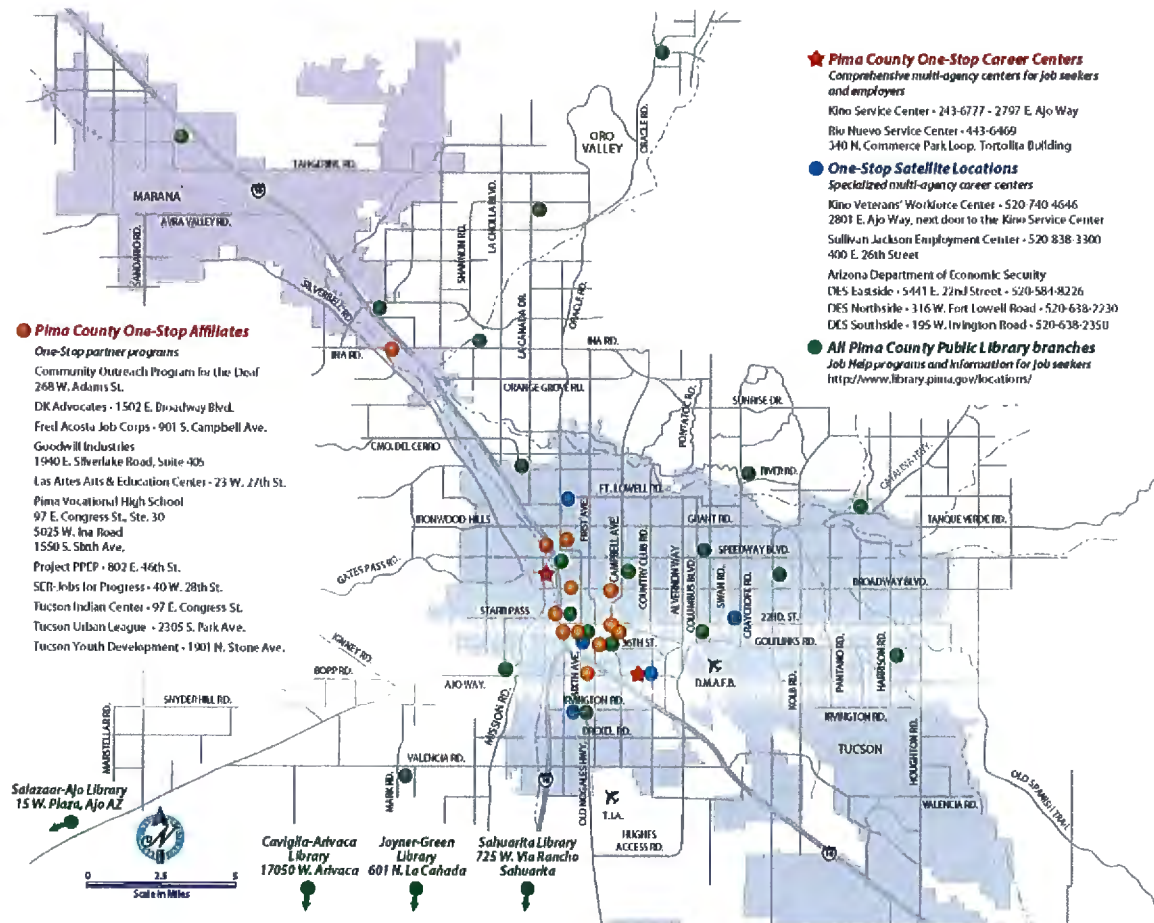 Pima County One-Stop Career Centers
Comprehensive multi-agency centers for job seekers
and employers
Kino Service Center • 243-6777 - 2797 E. Ajo Way
Rio Nuevo Service Center • 443-6469
340 N. Commerce Park Loop, Tortolita Building
One-Stop Satellite Locations
Specialized multi-agency career centers
Kino Veterans' Workforce Center • 520-740 4646
2801 E. Ajo Way, next door to the Kino Service Center
Sullivan Jackson Employment Center • 520 838-3300
400 E. 26th Street
Arizona Department of Economic Security
DES Eastside • 5441 E. 22nd Street • 520-584-8226
DES Northside • 316 W. Fort Lowell Road • 520-638-2230
DES Southside • 195 W. Irvington Road • 520-638-2350
All Pima County Public Library branches
Job Help programs and information for job seekers
http://www.library.pima.gov/locations/
Pima County One-Stop Affiliates
One-Stop partner programs
Community Outreach Program for the Deaf
268 W. Adams St.
DK Advocates • 1502 E. Broadway Blvd.
Fred Acosta Job Corps • 901 S. Campbell Ave.
Goodwill Industries
1940 E. Silverlake Road, Suite 405
Las Artes Arts & Education Center • 23 W. 27th St.
Pima Vocational High School
97 E. Congress St., Ste. 30
5025 W. Ina Road
1550 S. Sixth Ave.
Project PPEP • 802 E. 46th St.
SER-Jobs for Progress • 40 W. 28th St.
Tucson Indian Center • 97 E. Congress St.
Tucson Urban League • 2305 S. Park Ave.
Tucson Youth Development • 1901 N. Stone Ave.
ORO
VALLEY
ORACLE RD.
TANGERINE RD.
MARANA
AVRA VALLEY RD.
SANDARIO RD.
LA CHOLLA BLVD.
SHANNON RD.
SILVERBELL RD.
LA CANADA DR.
ORACLE RD.
INA RD.
INA RD.
ORANGE GROVE RD.
PONTATOC RD.
SUNRISE DR.
CMO. DEL CERRO
RIVER RD.
CATALINA HWY.
FT. LOWELL RD.
IRONWOOD HILLS
FIRST AVE.
GRANT RD.
TANQUE VERDE RD.
CAMPBELL AVE.
COUNTRY CLUB RD.
ALVERNON WAY
COLUMBUS BLVD.
SWAN RD.
CRAYCROFT RD.
SPEEDWAY BLVD.
GATES PASS RD.
BROADWAY BLVD.
STARR PASS
22ND. ST.
GOLF LINKS RD.
36TH ST.
KINNEY RD.
BOPP RD.
AJO WAY.
SIXTH AVE.
D.M.A.F.B.
KOLB RD.
PANTANO RD.
HARRISON RD.
SNYDER HILL RD.
MARSTELLAR RD.
MISSION RD.
IRVINGTON RD.
IRVINGTON RD.
DREXEL RD.
TUCSON
HOUGHTON RD.
VALENCIA RD.
MARK RD.
OLD NOGALES HWY.
T.I.A.
VALENCIA RD.
OLD SPANISH TRAIL
HUGHES
ACCESS RD.
Salazaar-Ajo Library
15 W. Plaza, Ajo AZ
Caviglia-Arivaca
Library
17050 W. Arivaca
Joyner-Green
Library
601 N. La Cañada
Sahuarita Library
725 W. Via Rancho
Sahuarita
N
0 2.5 5
Scale in Miles